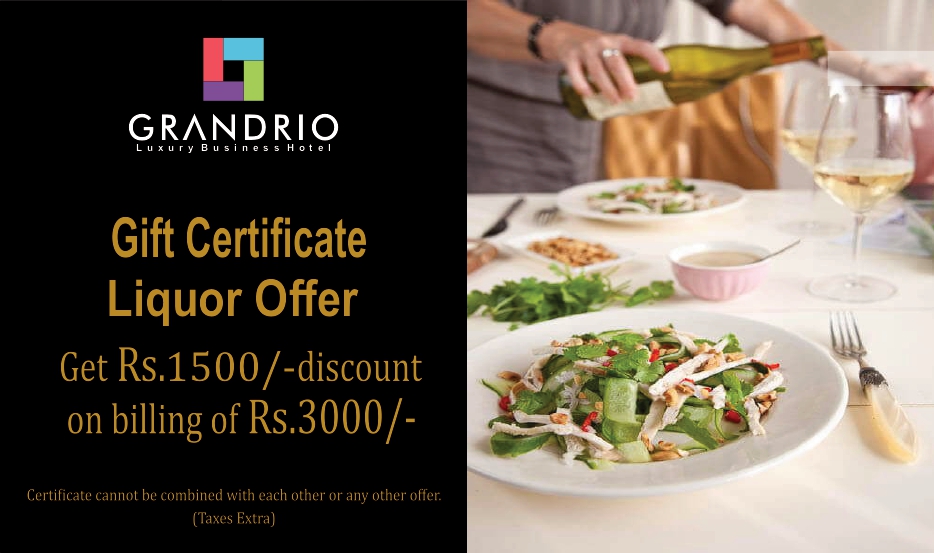 GRANDRIO
Luxury Business Hotel
Gift Certificate
Liquor Offer
Get Rs.1500/-discount
on billing of Rs.3000/-
Certificate cannot be combined with each other or any other offer.
(Taxes Extra)